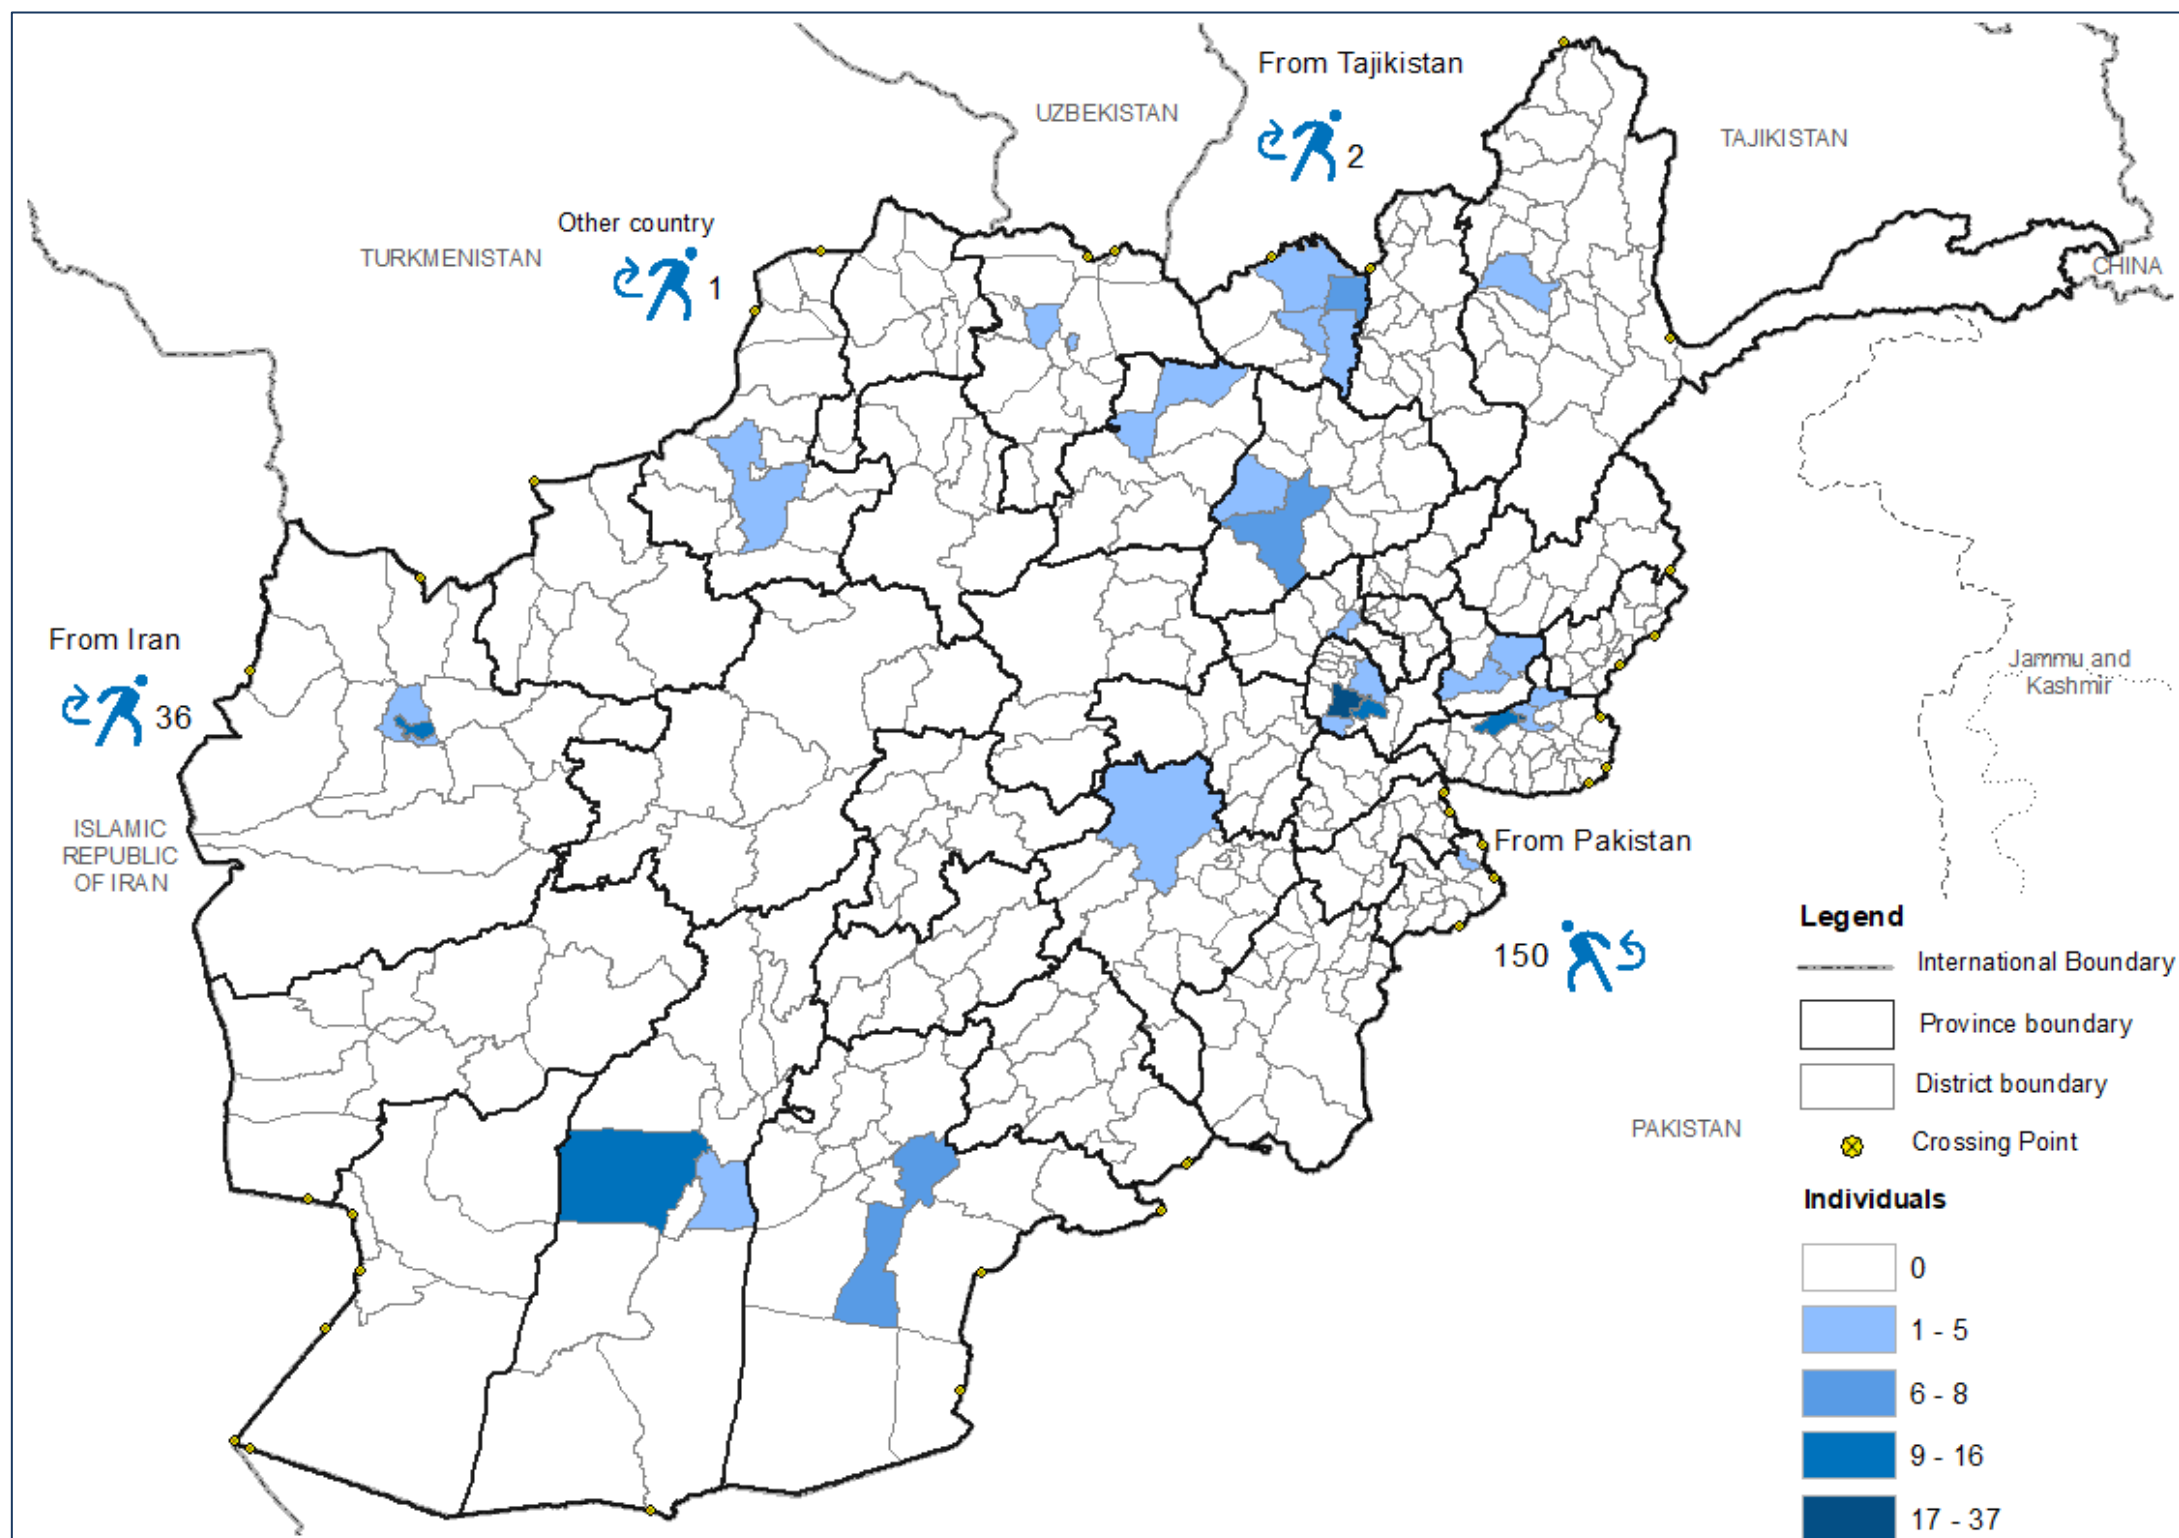 From Tajikistan
2
UZBEKISTAN
TAJIKISTAN
Other country
1
TURKMENISTAN
CHINA
From Iran
36
Jammu and
Kashmir
ISLAMIC
REPUBLIC
OF IRAN
From Pakistan
150
PAKISTAN
Legend
International Boundary
Province boundary
District boundary
Crossing Point
Individuals
0
1 - 5
6 - 8
9 - 16
17 - 37